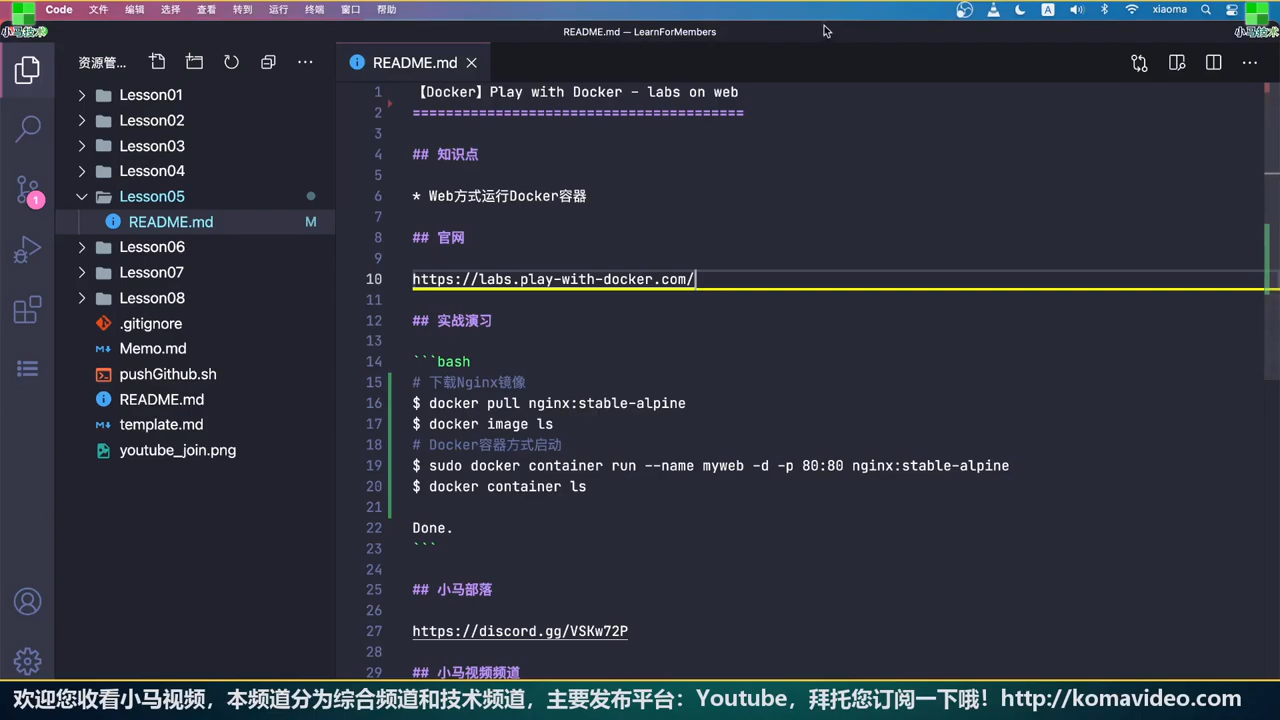 Code 文件 编辑 选择 查看 转到 运行 终端 窗口 帮助 A xiaoma
小马技术 README.md — LearnForMembers 小马技术
资源管... README.md
Lesson01
Lesson02
Lesson03
Lesson04
Lesson05
README.md M
Lesson06
Lesson07
Lesson08
.gitignore
Memo.md
pushGithub.sh
README.md
template.md
youtube_join.png
1
1 【Docker】Play with Docker - labs on web
2 ========================================
3
4 ## 知识点
5
6 * Web方式运行Docker容器
7
8 ## 官网
9
10 https://labs.play-with-docker.com/
11
12 ## 实战演习
13
14 ```bash
15 # 下载Nginx镜像
16 $ docker pull nginx:stable-alpine
17 $ docker image ls
18 # Docker容器方式启动
19 $ sudo docker container run --name myweb -d -p 80:80 nginx:stable-alpine
20 $ docker container ls
21
22 Done.
23 ```
24
25 ## 小马部落
26
27 https://discord.gg/VSKw72P
28
29 ## 小马视频频道
欢迎您收看小马视频，本频道分为综合频道和技术频道，主要发布平台：Youtube，拜托您订阅一下哦！http://komavideo.com